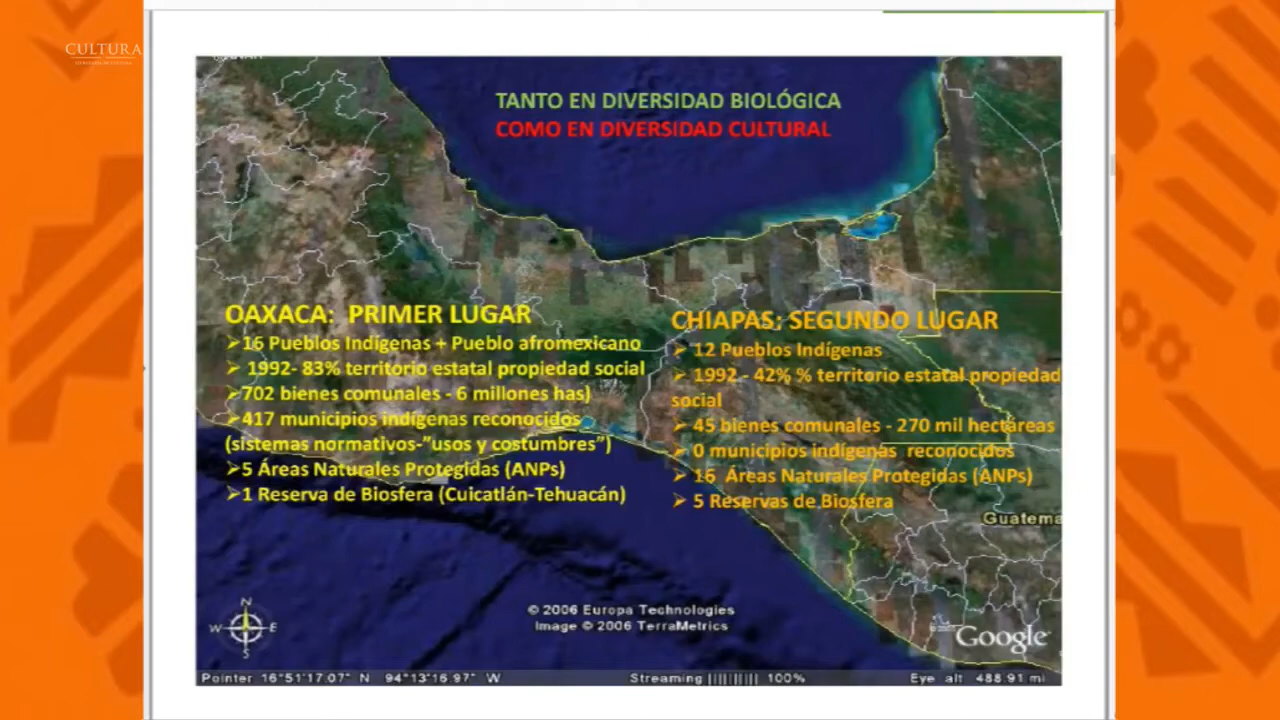 CULTURA
TANTO EN DIVERSIDAD BIOLÓGICA
COMO EN DIVERSIDAD CULTURAL
OAXACA: PRIMER LUGAR
➢16 Pueblos Indígenas + Pueblo afromexicano
➢ 1992- 83% territorio estatal propiedad social
➢702 bienes comunales - 6 millones has)
➢417 municipios indígenas reconocidos
(sistemas normativos-"usos y costumbres")
➢5 Áreas Naturales Protegidas (ANPs)
➢1 Reserva de Biosfera (Cuicatlán-Tehuacán)
CHIAPAS: SEGUNDO LUGAR
➢ 12 Pueblos Indígenas
➢ 1992 - 42% % territorio estatal propiedad
social
➢ 45 bienes comunales - 270 mil hectáreas
➢ 0 municipios indígenas reconocidos
➢ 16 Áreas Naturales Protegidas (ANPs)
➢ 5 Reservas de Biosfera
Guatema
N
W E
S
© 2006 Europa Technologies
Image © 2006 TerraMetrics
Google
Pointer 16°51'17.07" N 94°13'16.97" W Streaming |||||||||| 100% Eye alt 488.91 mi